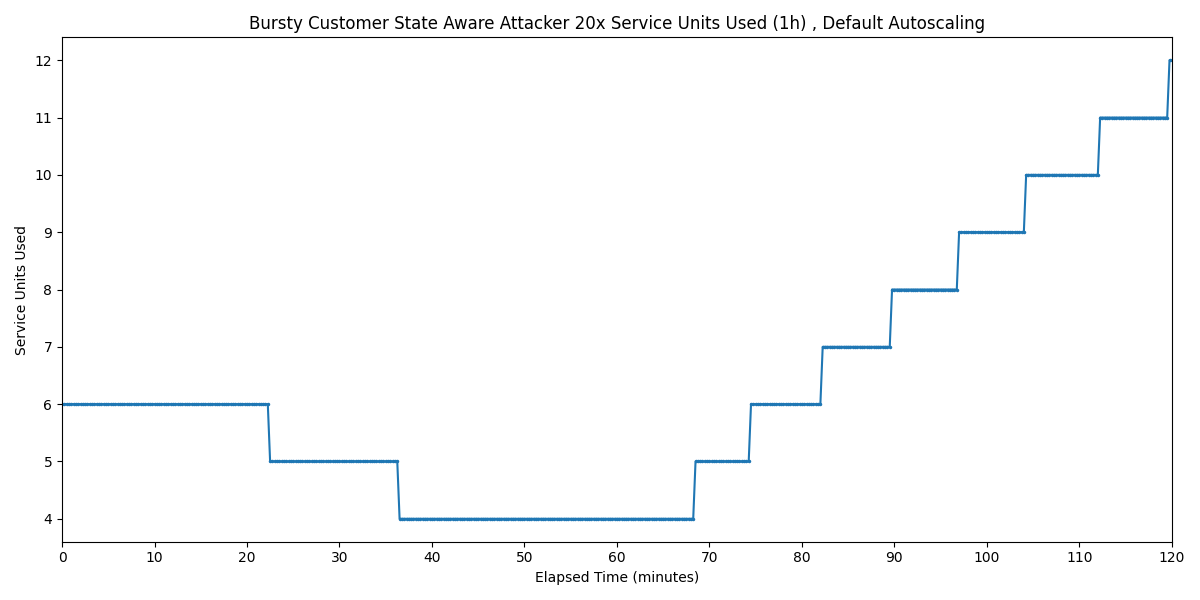 Bursty Customer State Aware Attacker 20x Service Units Used (1h) , Default Autoscaling
12
11
10
9
8
7
6
5
4
Service Units Used
0 10 20 30 40 50 60 70 80 90 100 110 120
Elapsed Time (minutes)